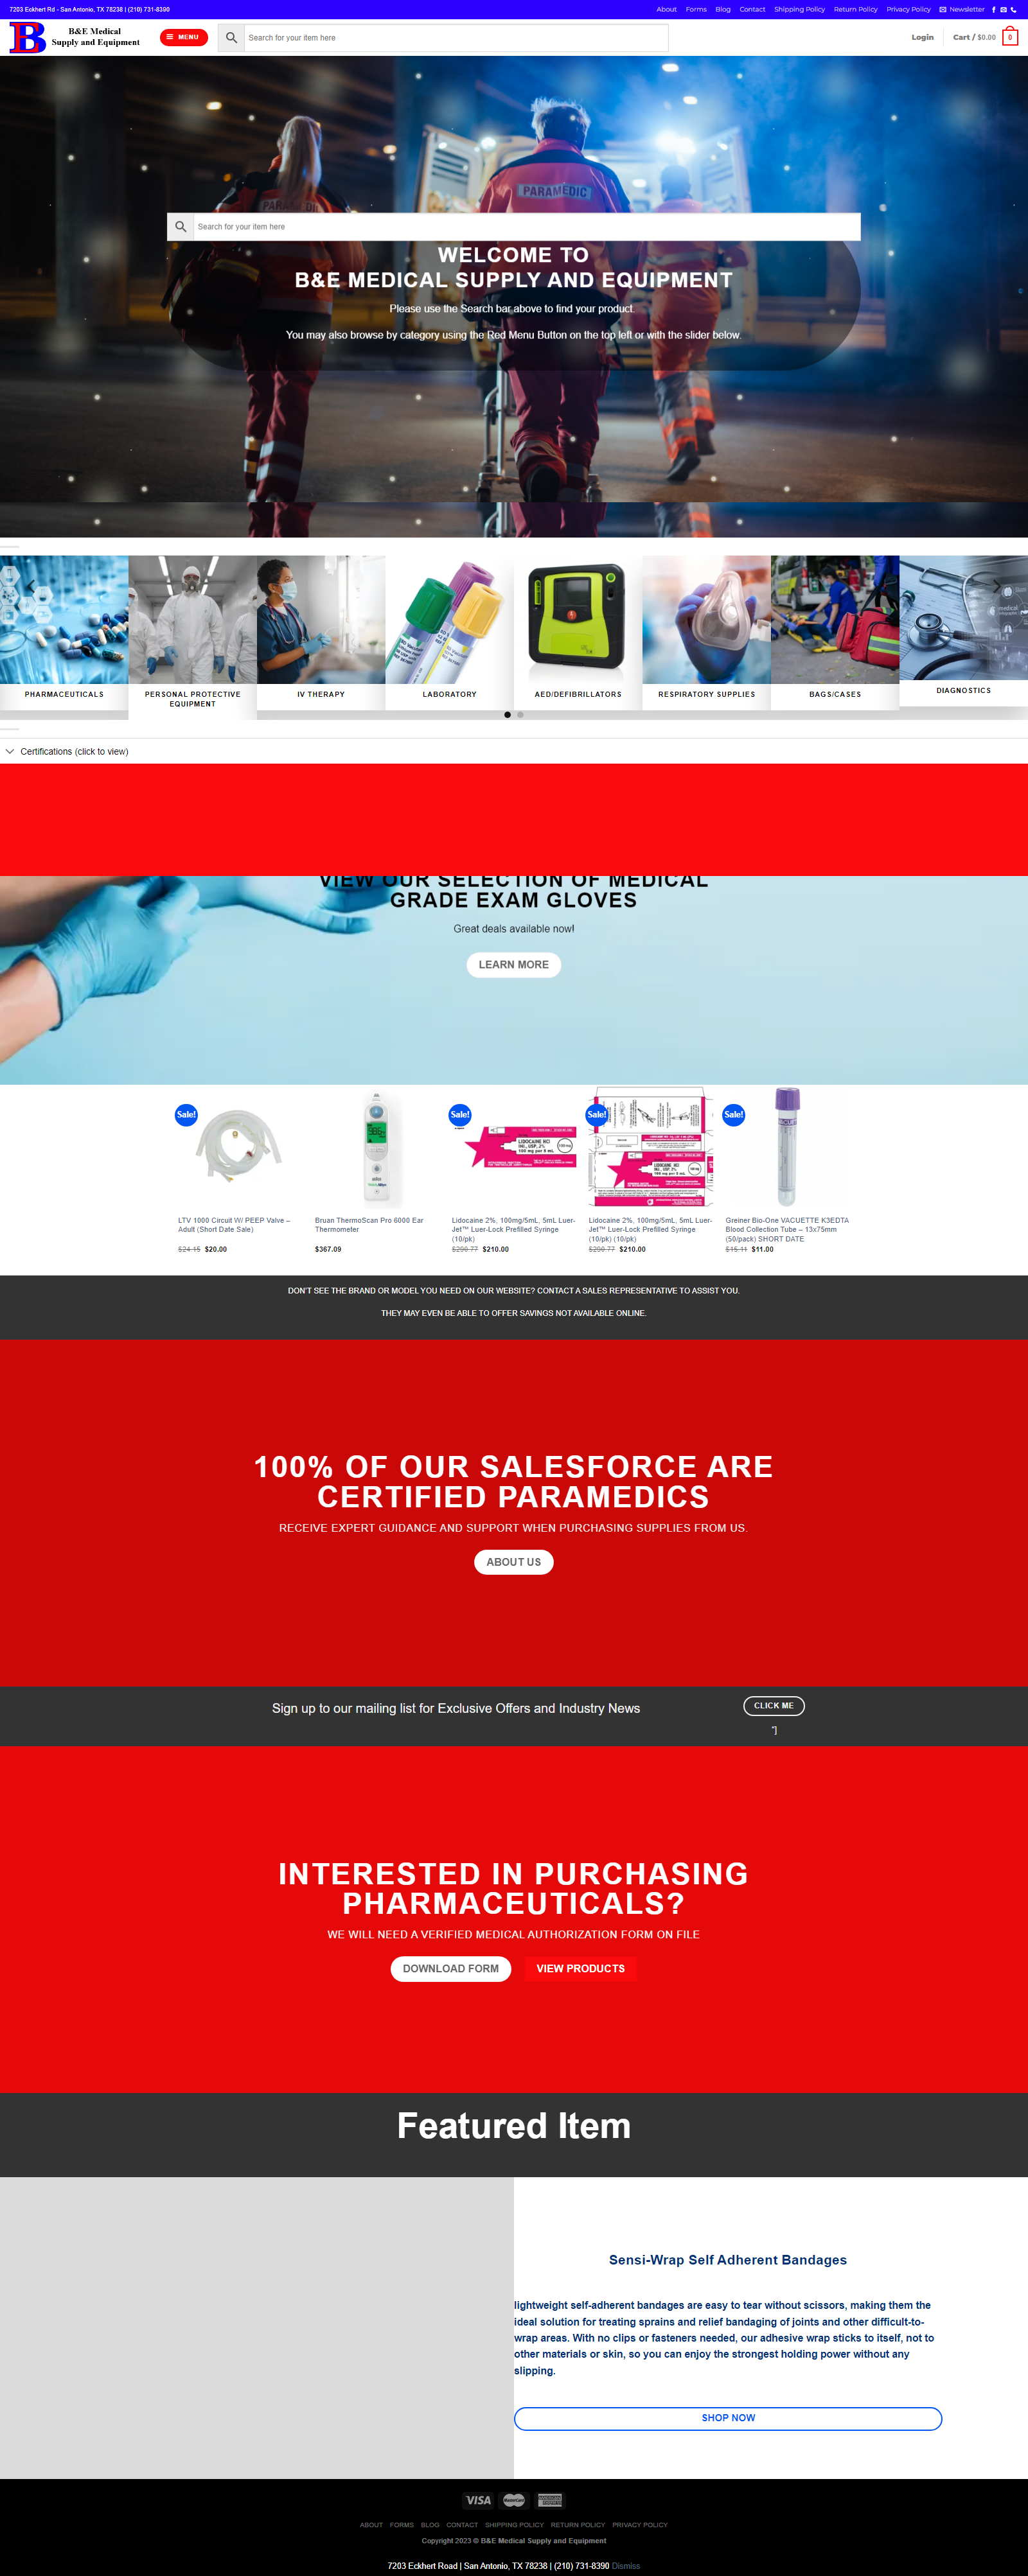 7203 Eckhert Rd - San Antonio, TX 78238 | (210) 731-8390
About Forms Blog Contact Shipping Policy Return Policy Privacy Policy Newsletter
B&E Medical
Supply and Equipment
MENU
Search for your item here
Login
Cart / $0.00
0
PARAMEDIC
PARAMEDIC
Search for your item here
WELCOME TO
B&E MEDICAL SUPPLY AND EQUIPMENT
Please use the Search bar above to find your product.
You may also browse by category using the Red Menu Button on the top left or with the slider below.
PHARMACEUTICALS
PERSONAL PROTECTIVE
EQUIPMENT
IV THERAPY
LABORATORY
AED/DEFIBRILLATORS
RESPIRATORY SUPPLIES
BAGS/CASES
DIAGNOSTICS
Certifications (click to view)
VIEW OUR SELECTION OF MEDICAL
GRADE EXAM GLOVES
Great deals available now!
LEARN MORE
Sale!
LTV 1000 Circuit W/ PEEP Valve –
Adult (Short Date Sale)
$24.15 $20.00
Bruan ThermoScan Pro 6000 Ear
Thermometer
$367.09
Sale!
Lidocaine 2%, 100mg/5mL, 5mL Luer-
Jet™ Luer-Lock Prefilled Syringe
(10/pk)
$290.77 $210.00
Sale!
Lidocaine 2%, 100mg/5mL, 5mL Luer-
Jet™ Luer-Lock Prefilled Syringe
(10/pk) (10/pk)
$290.77 $210.00
Sale!
Greiner Bio-One VACUETTE K3EDTA
Blood Collection Tube – 13x75mm
(50/pack) SHORT DATE
$15.11 $11.00
DON'T SEE THE BRAND OR MODEL YOU NEED ON OUR WEBSITE? CONTACT A SALES REPRESENTATIVE TO ASSIST YOU.
THEY MAY EVEN BE ABLE TO OFFER SAVINGS NOT AVAILABLE ONLINE.
100% OF OUR SALESFORCE ARE
CERTIFIED PARAMEDICS
RECEIVE EXPERT GUIDANCE AND SUPPORT WHEN PURCHASING SUPPLIES FROM US.
ABOUT US
Sign up to our mailing list for Exclusive Offers and Industry News
CLICK ME
"]
INTERESTED IN PURCHASING
PHARMACEUTICALS?
WE WILL NEED A VERIFIED MEDICAL AUTHORIZATION FORM ON FILE
DOWNLOAD FORM
VIEW PRODUCTS
Featured Item
Sensi-Wrap Self Adherent Bandages
lightweight self-adherent bandages are easy to tear without scissors, making them the
ideal solution for treating sprains and relief bandaging of joints and other difficult-to-
wrap areas. With no clips or fasteners needed, our adhesive wrap sticks to itself, not to
other materials or skin, so you can enjoy the strongest holding power without any
slipping.
SHOP NOW
VISA MasterCard
ABOUT FORMS BLOG CONTACT SHIPPING POLICY RETURN POLICY PRIVACY POLICY
Copyright 2023 © B&E Medical Supply and Equipment
7203 Eckhert Road | San Antonio, TX 78238 | (210) 731-8390 Dismiss